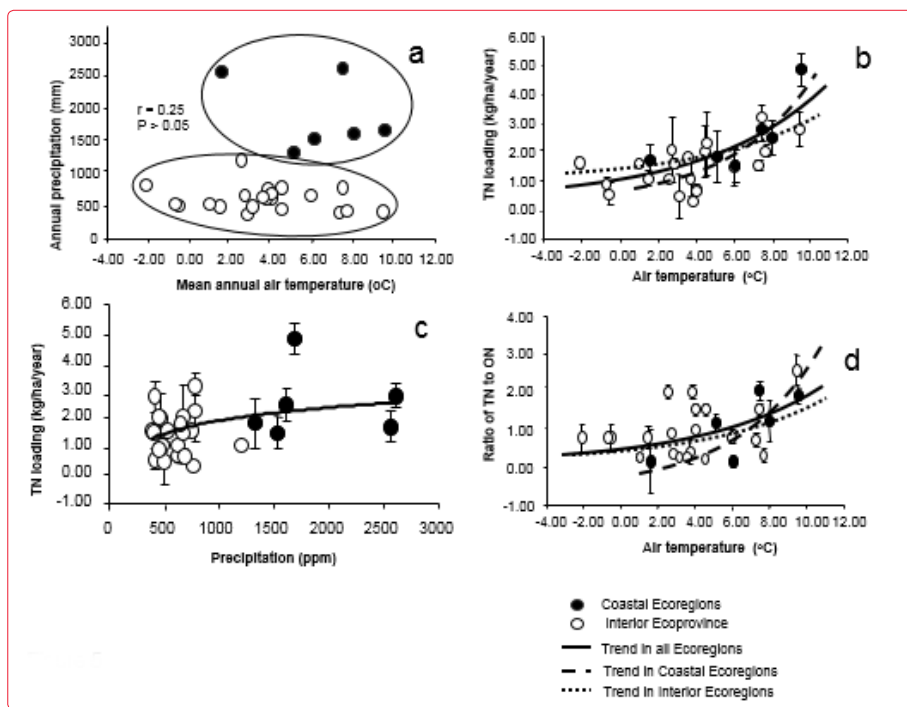 a
Annual precipitation (mm)
3500
3000
2500
2000
1500
1000
500
0
r = 0.25
P > 0.05
-4.00 -2.00 0.00 2.00 4.00 6.00 8.00 10.00 12.00
Mean annual air temperature (oC)
b
TN loading (kg/ha/year)
6.00
5.00
4.00
3.00
2.00
1.00
0.00
-1.00
-4.00 -2.00 0.00 2.00 4.00 6.00 8.00 10.00 12.00
Air temperature (ºC)
c
TN loading (kg/ha/year)
6.00
5.00
4.00
3.00
2.00
1.00
0.00
-1.00
0 500 1000 1500 2000 2500 3000
Precipitation (ppm)
d
Ratio of TN to ON
4.00
3.00
2.00
1.00
0.00
-1.00
-4.00 -2.00 0.00 2.00 4.00 6.00 8.00 10.00 12.00
Air temperature (ºC)
Coastal Ecoregions
Interior Ecoprovince
Trend in all Ecoregions
Trend in Coastal Ecoregions
Trend in Interior Ecoregions